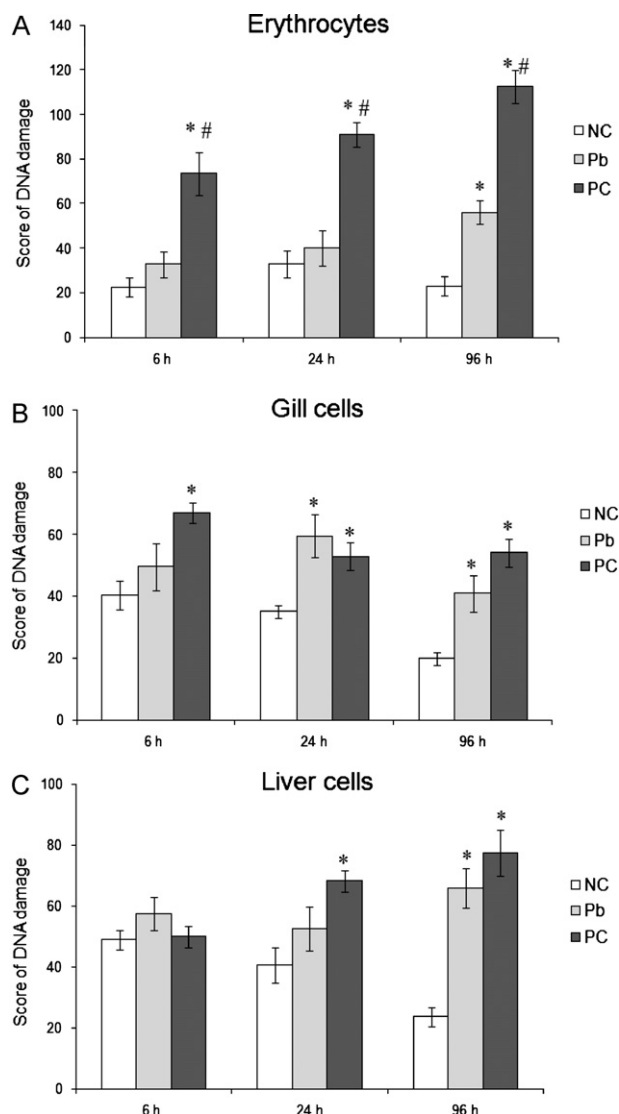 A
Erythrocytes
Score of DNA damage
140
120
100
80
60
40
20
0
* #
* #
*
*#
6 h
24 h
96 h
NC
Pb
PC
B
Gill cells
Score of DNA damage
100
80
60
40
20
0
*
*
*
*
*
6 h
24 h
96 h
NC
Pb
PC
C
Liver cells
Score of DNA damage
100
80
60
40
20
0
*
*
*
6 h
24 h
96 h
NC
Pb
PC